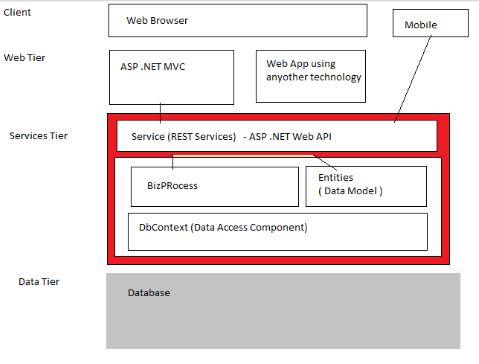 Client
Web Browser
Mobile
Web Tier
ASP .NET MVC
Web App using
anyother technology
Services Tier
Service (REST Services) - ASP .NET Web API
BizPRocess
Entities
( Data Model )
DbContext (Data Access Component)
Data Tier
Database